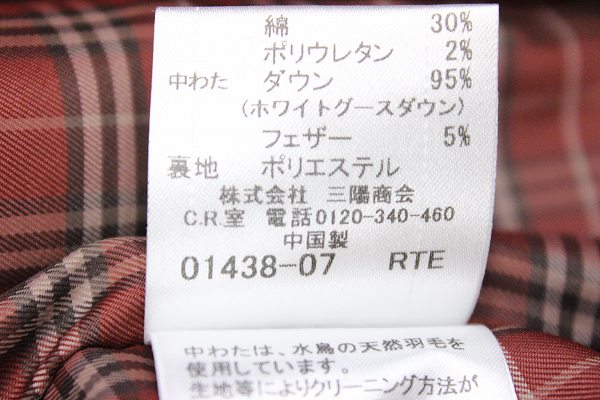 綿 30%
ポリウレタン 2%
中わた ダウン 95%
(ホワイトグースダウン)
フェザー 5%
裏地 ポリエステル
株式会社 三陽商会
C.R.室 電話0120-340-460
中国製
01438-07 RTE
中わたは、水鳥の天然羽毛を
使用しています。
生地等によりクリーニング方法が